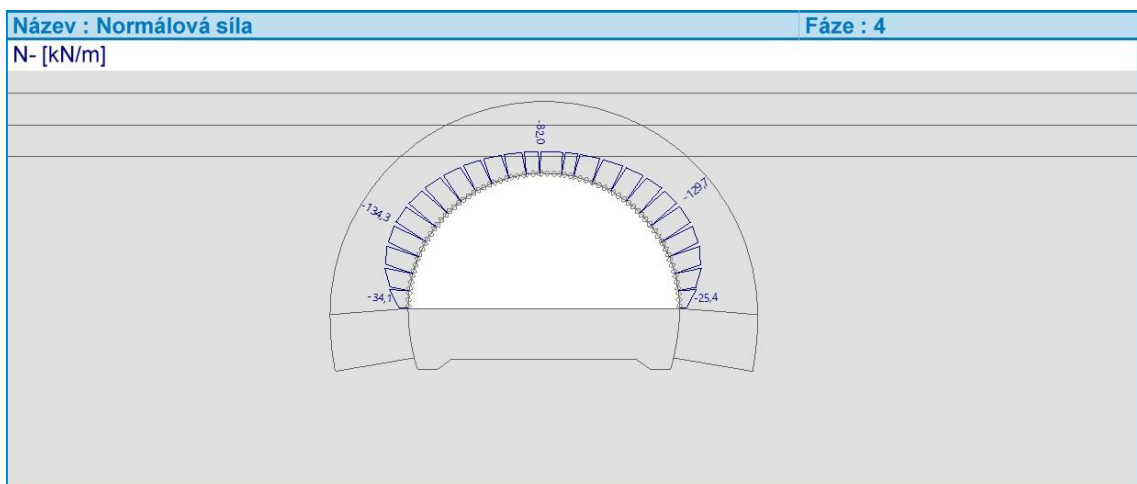 Název : Normálová síla Fáze : 4
N- [kN/m]
-82,0
-134,3 -129,7
-34,1 -25,4